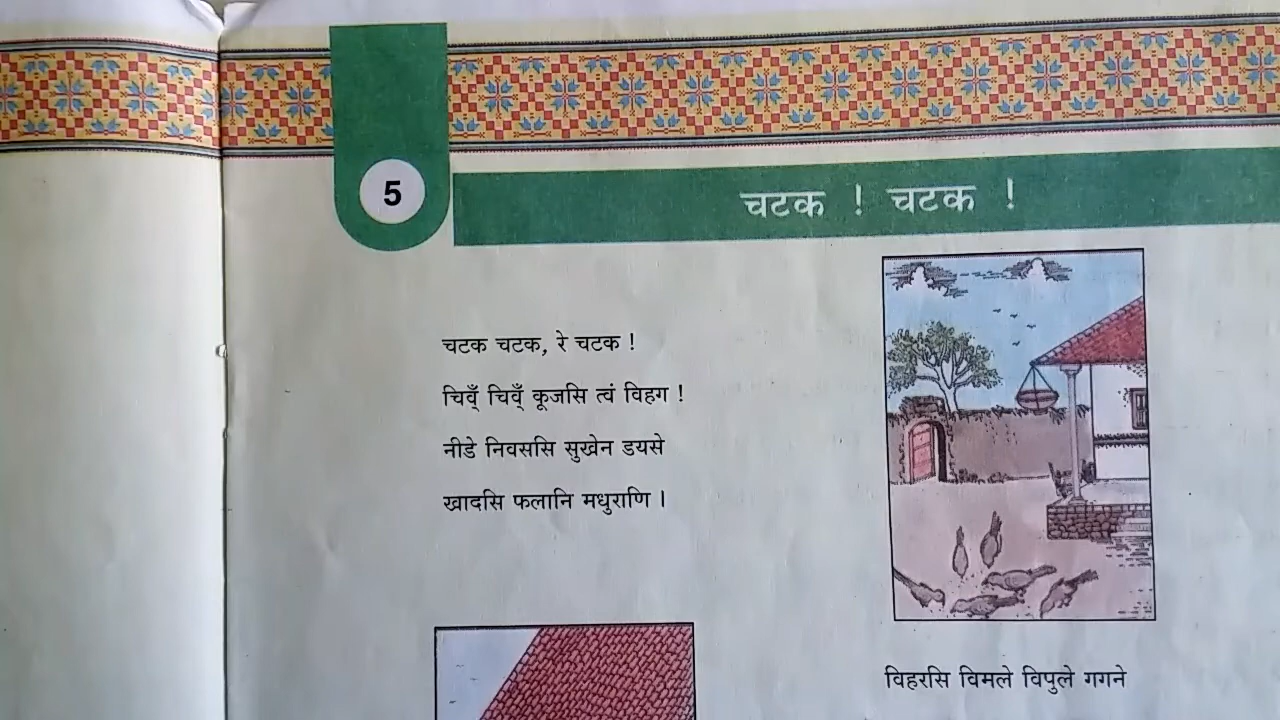 5
चटक ! चटक !
चटक चटक, रे चटक !
चिव्ँ चिव्ँ कूजसि त्वं विहग !
नीडे निवससि सुखेन डयसे
खादसि फलानि मधुराणि ।
विहरसि विमले विपुले गगने